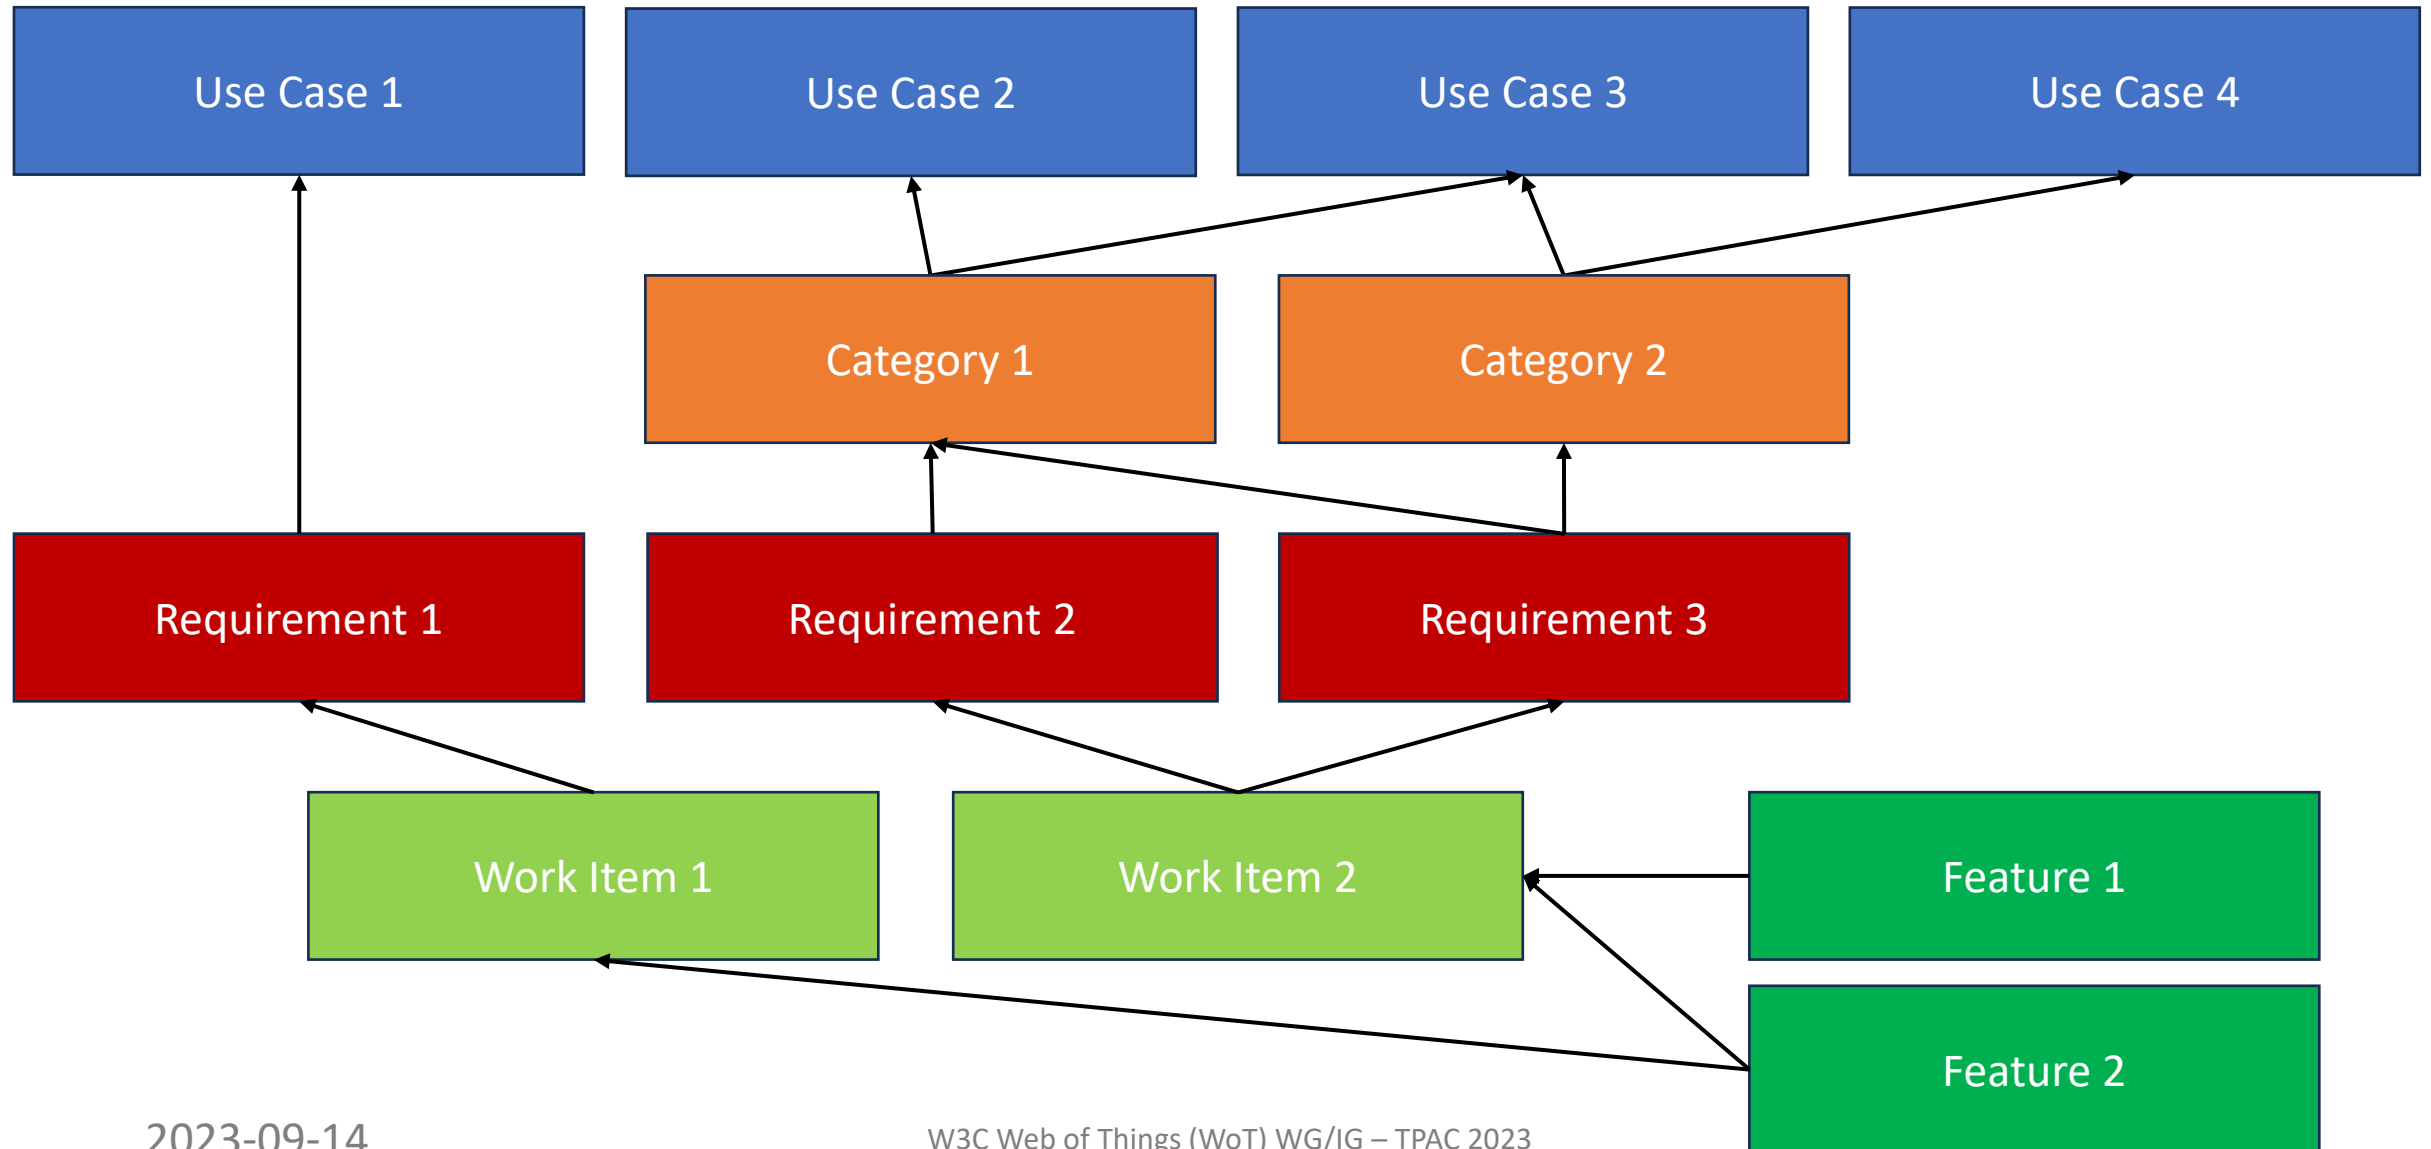 Use Case 1
Use Case 2
Use Case 3
Use Case 4
Category 1
Category 2
Requirement 1
Requirement 2
Requirement 3
Work Item 1
Work Item 2
Feature 1
Feature 2
2023-09-14
W3C Web of Things (WoT) WG/IG – TPAC 2023